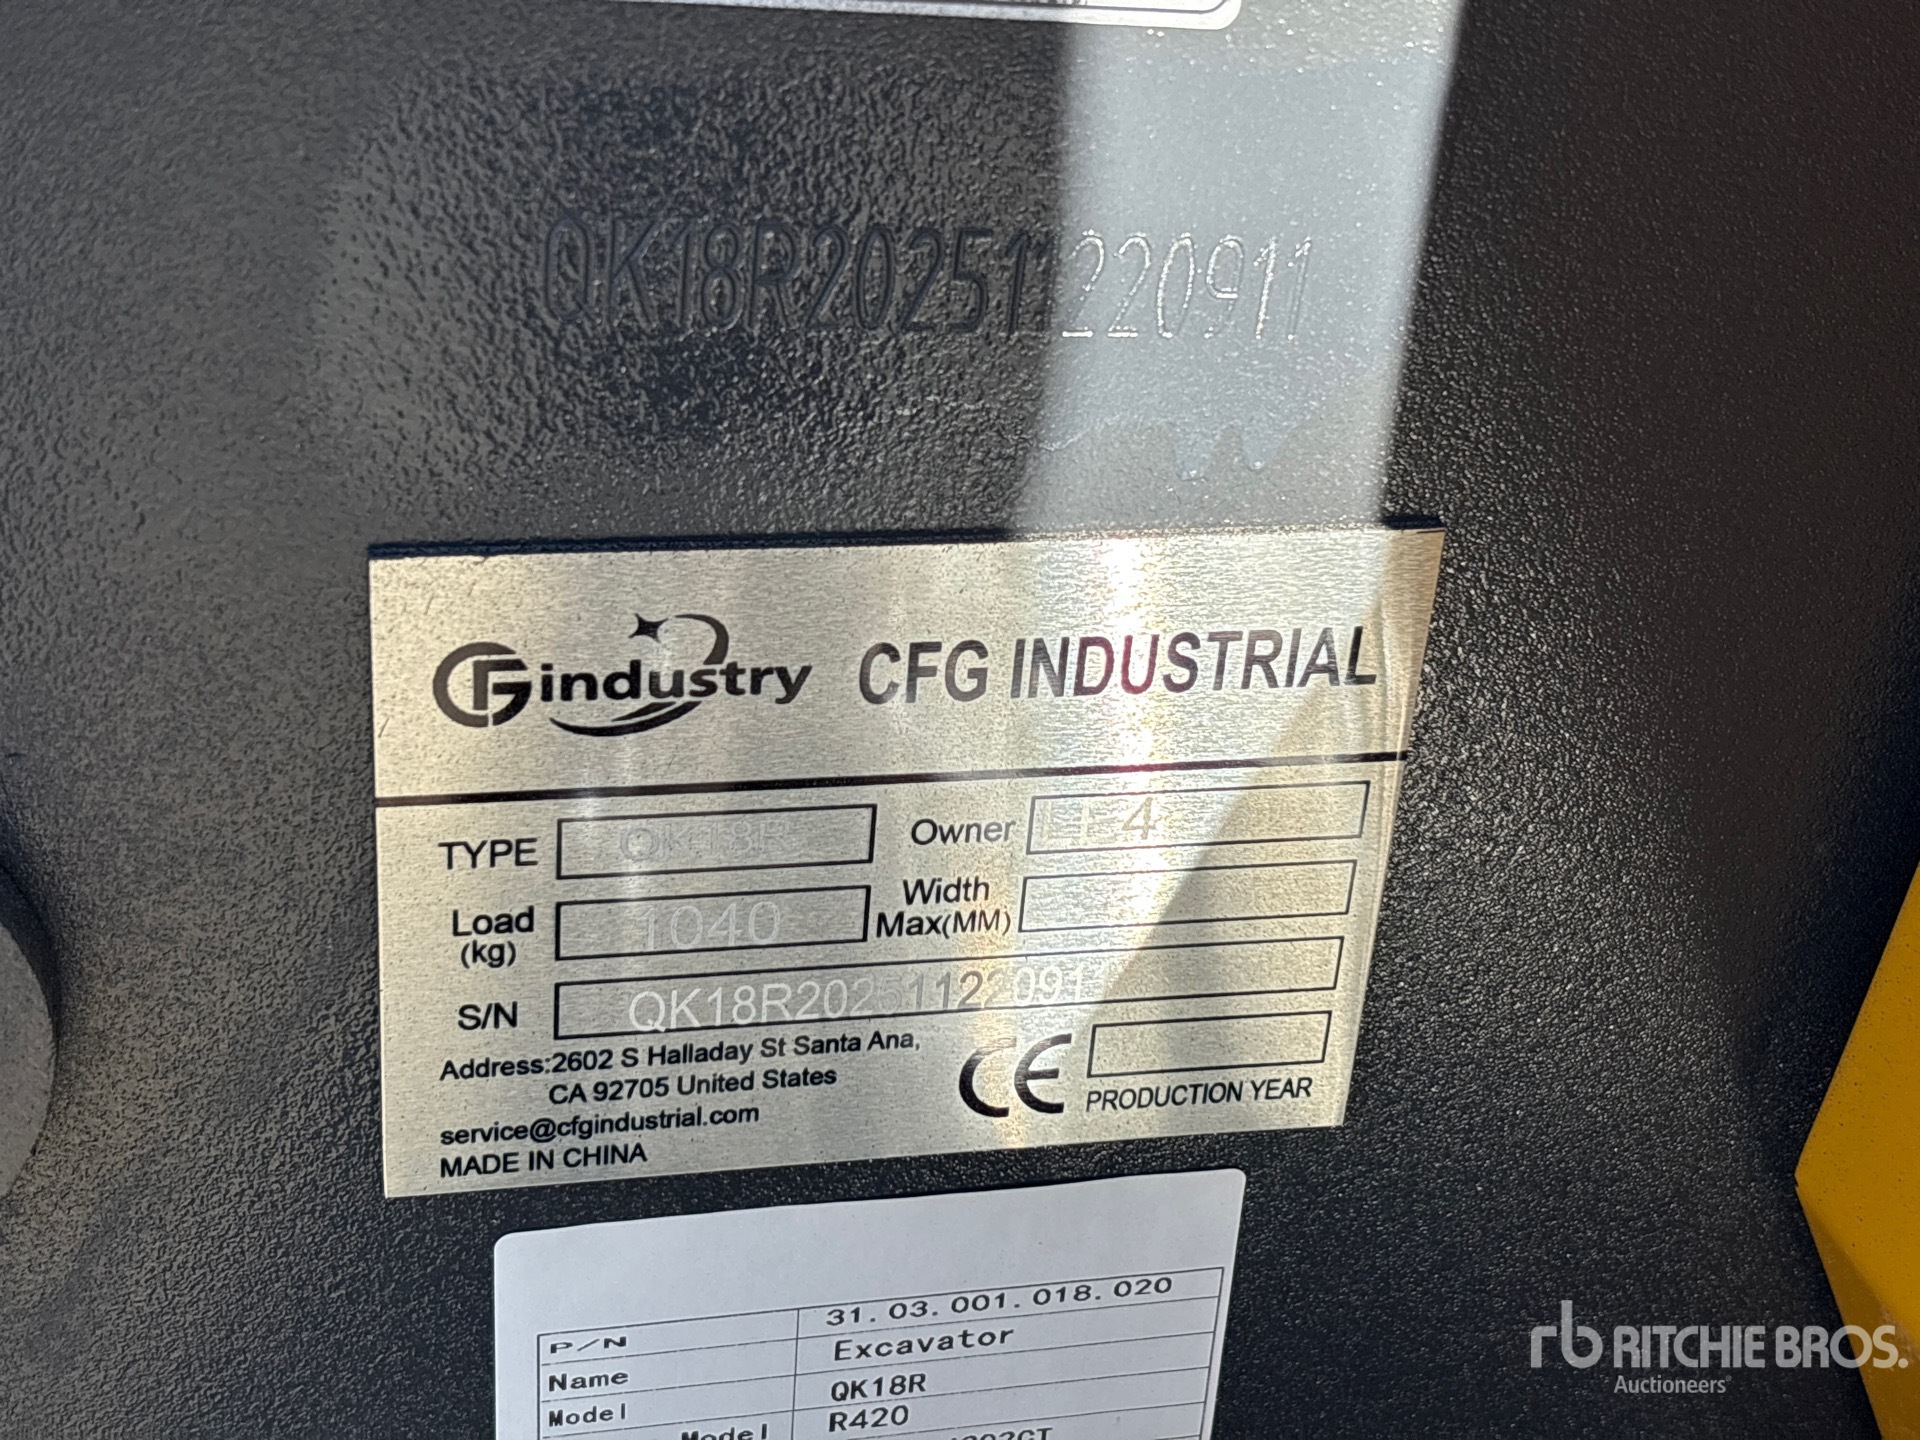 QK18R202511220911
CFGindustry CFG INDUSTRIAL
TYPE QK18R Owner
Load (kg) 1040 Width Max(MM)
S/N QK18R20251122091
Address:2602 S Halladay St Santa Ana,
CA 92705 United States
service@cfgindustrial.com
MADE IN CHINA
CE PRODUCTION YEAR
P/N 31.03.001.018.020
Name Excavator
Model QK18R
Model R420
rb RITCHIE BROS.
Auctioneers